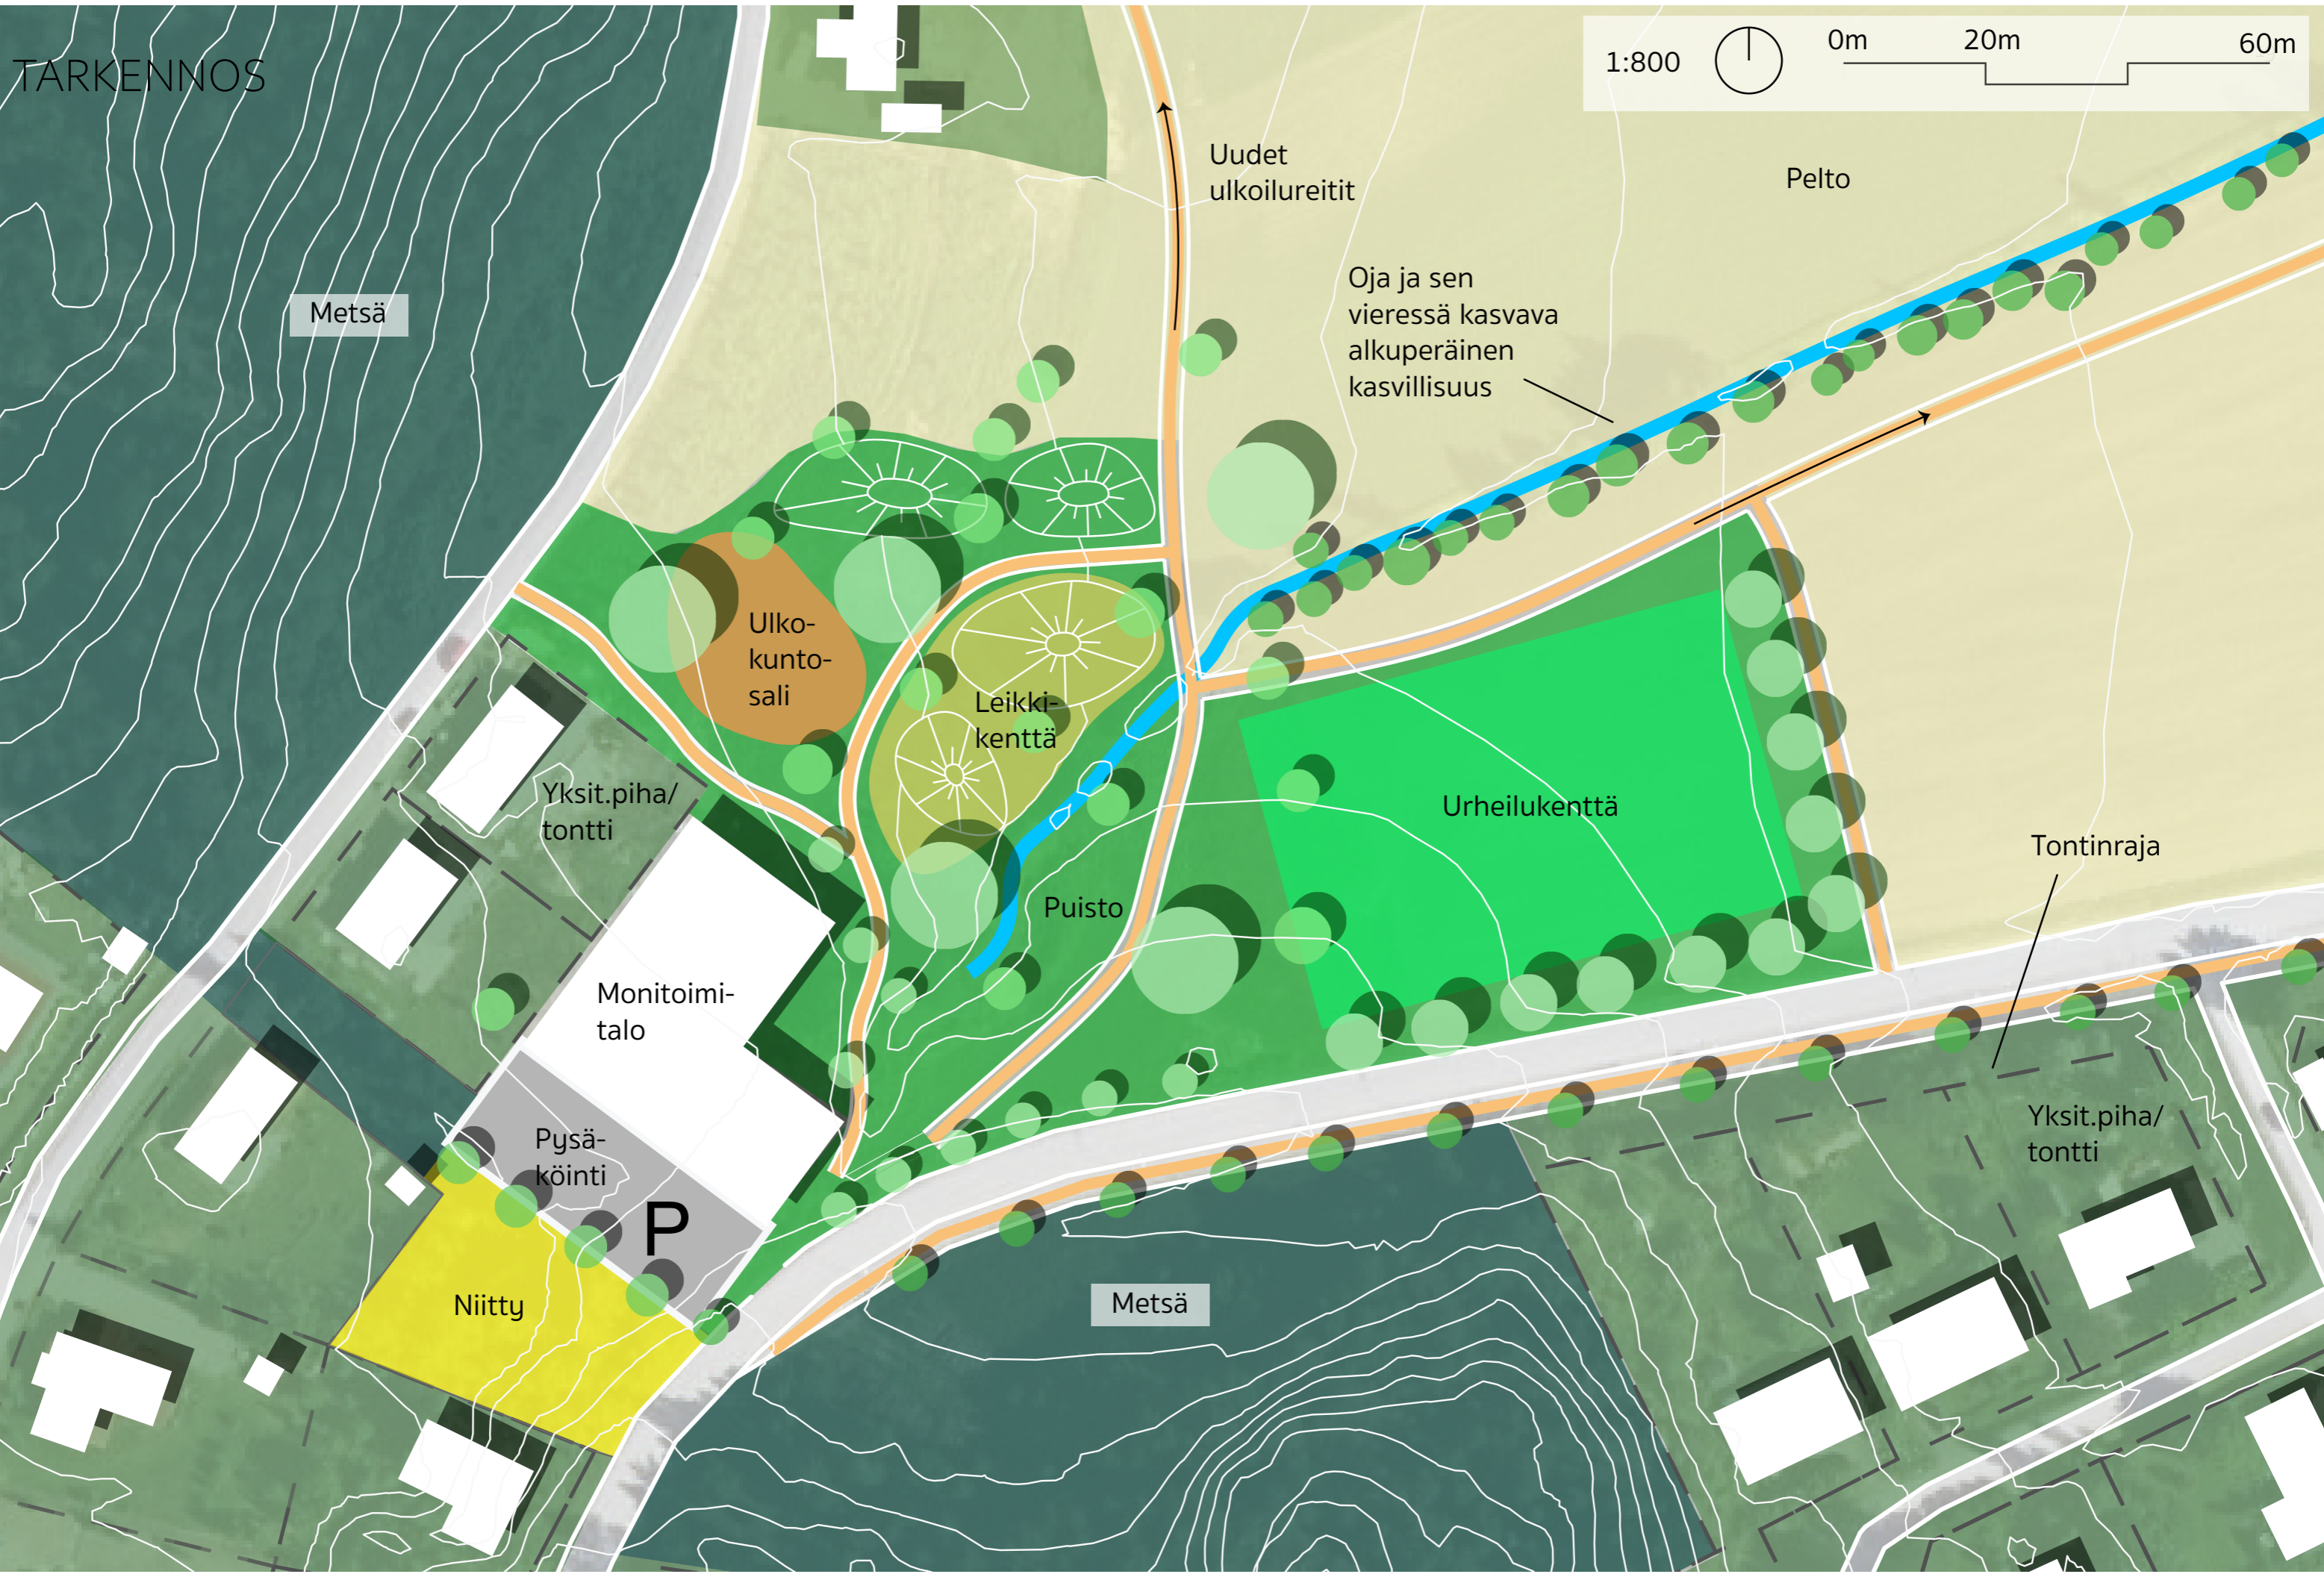 TARKENNOS
1:800
0m
20m
60m
Uudet
ulkoilureitit
Pelto
Oja ja sen
vieressä kasvava
alkuperäinen
kasvillisuus
Metsä
Ulko-
kunto-
sali
Leikki-
kenttä
Yksit.piha/
tontti
Urheilukenttä
Tontinraja
Puisto
Monitoimi-
talo
Pysä-
köinti
P
Yksit.piha/
tontti
Niitty
Metsä